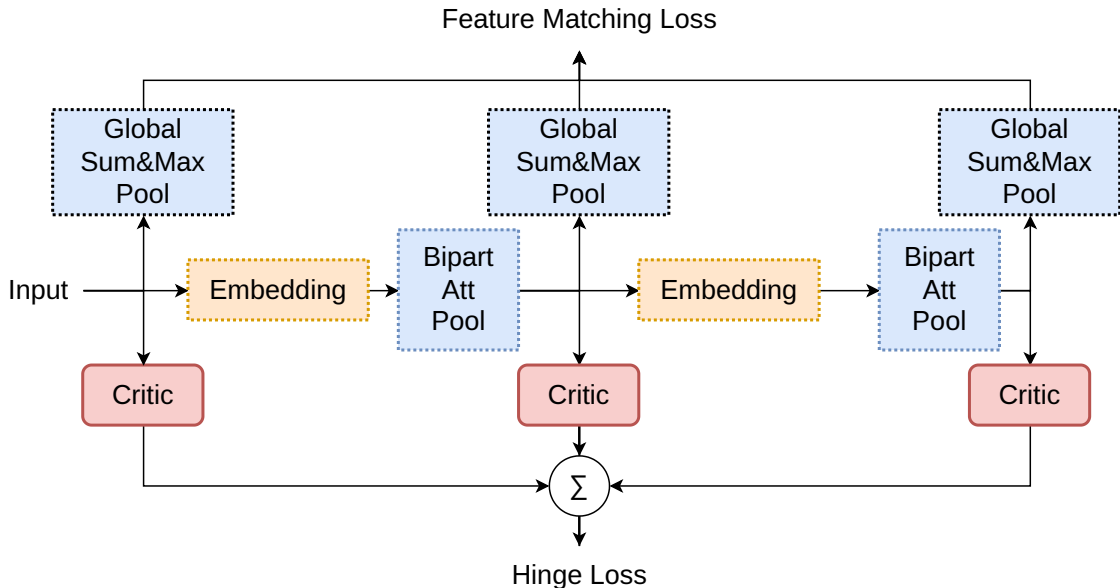 Feature Matching Loss
Global
Sum&Max
Pool
Global
Sum&Max
Pool
Global
Sum&Max
Pool
Input
Embedding
Bipart
Att
Pool
Embedding
Bipart
Att
Pool
Critic
Critic
Critic
Σ
Hinge Loss